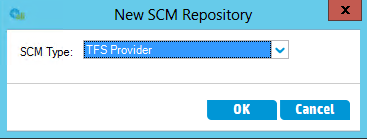 New SCM Repository
x
SCM Type: TFS Provider
OK Cancel